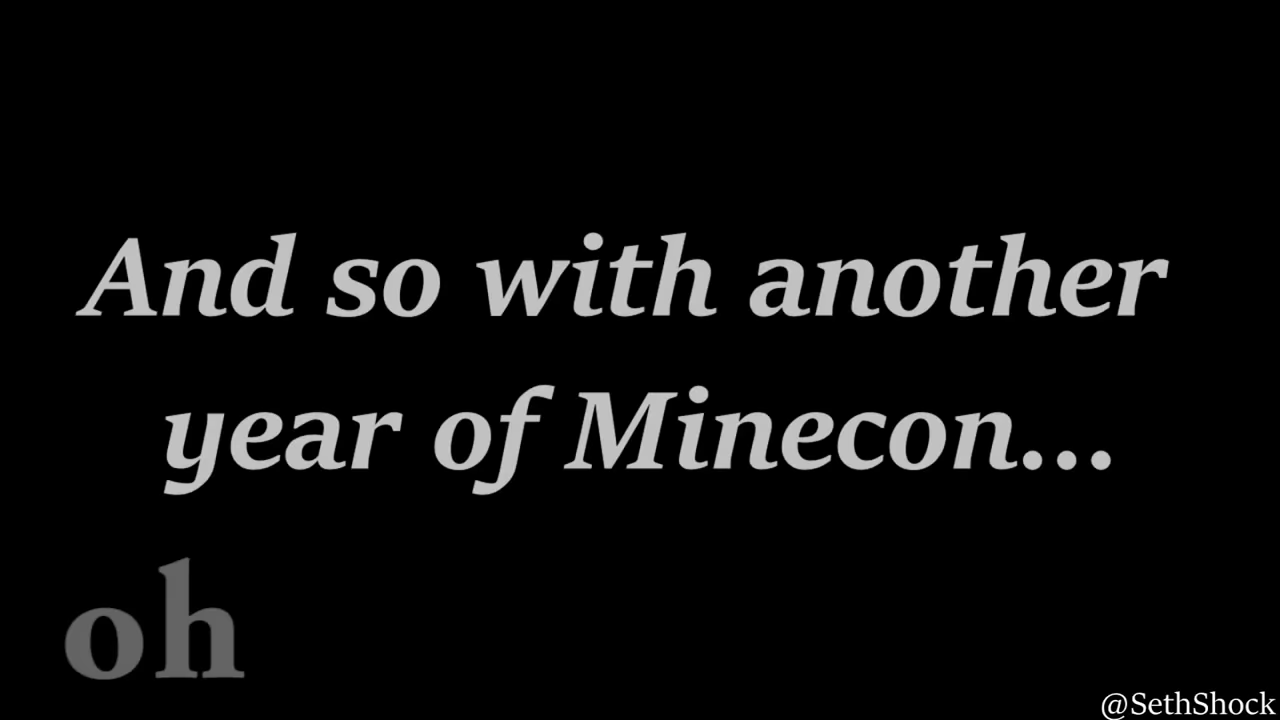 And so with another
year of Minecon...
oh
@SethShock